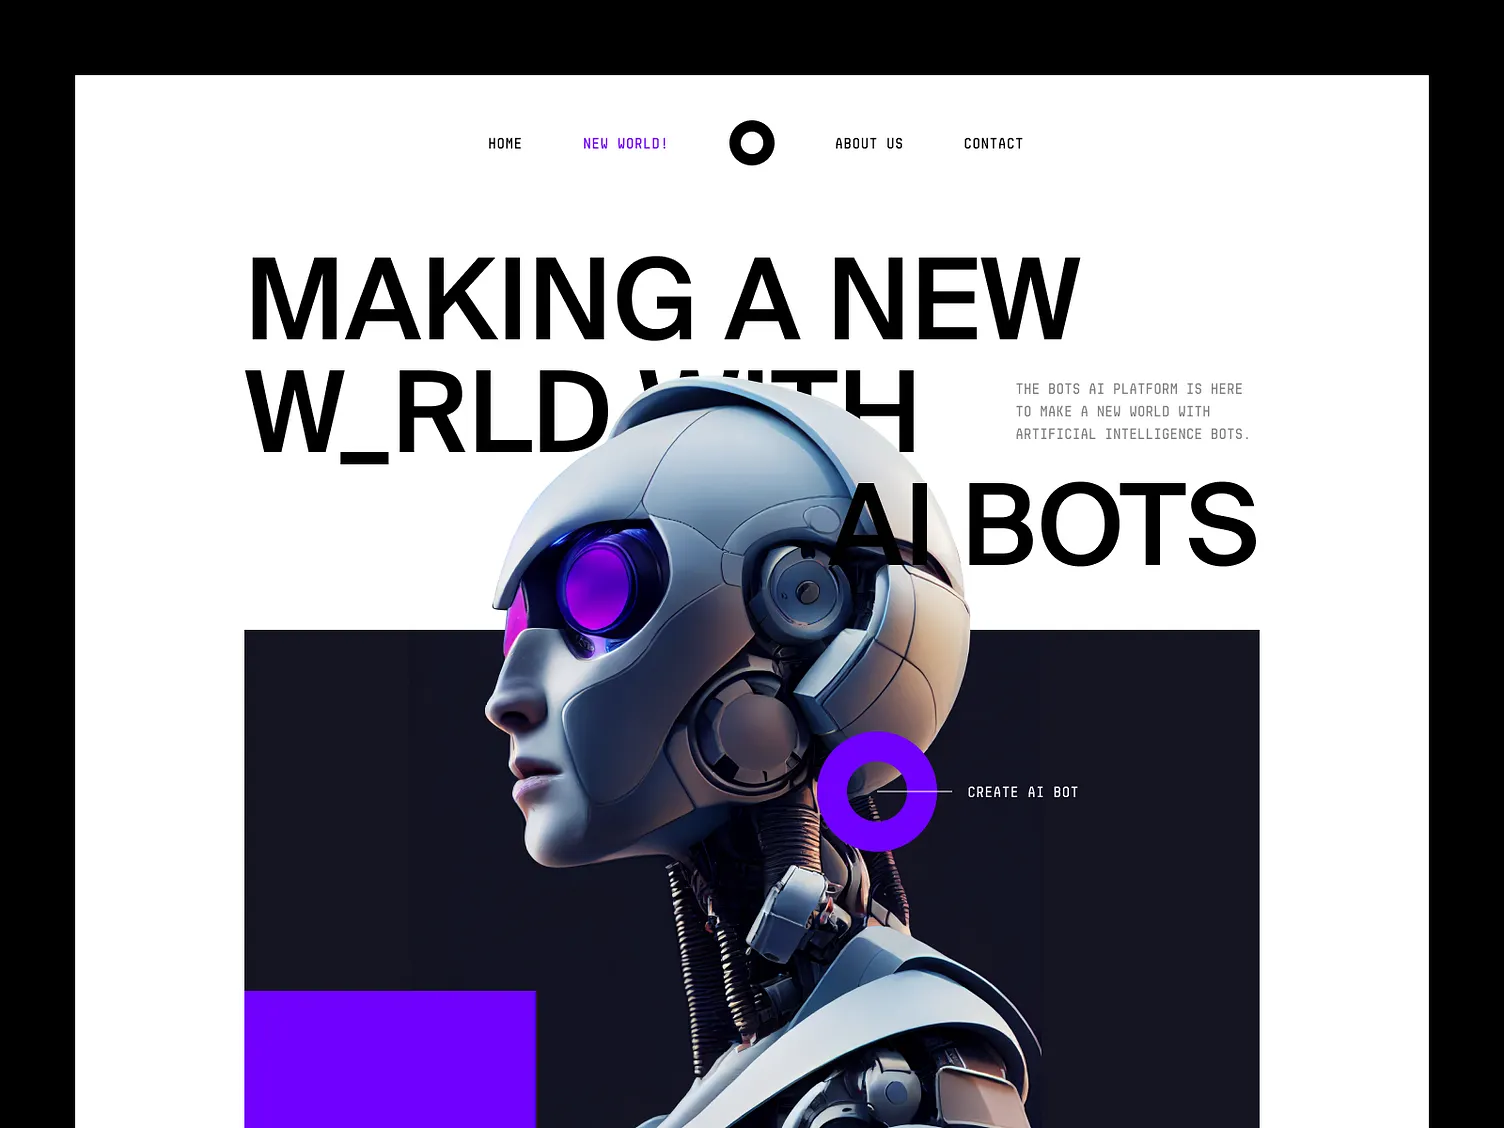 HOME
NEW WORLD!
ABOUT US
CONTACT
MAKING A NEW
W_RLD WITH
THE BOTS AI PLATFORM IS HERE
TO MAKE A NEW WORLD WITH
ARTIFICIAL INTELLIGENCE BOTS.
AI BOTS
CREATE AI BOT